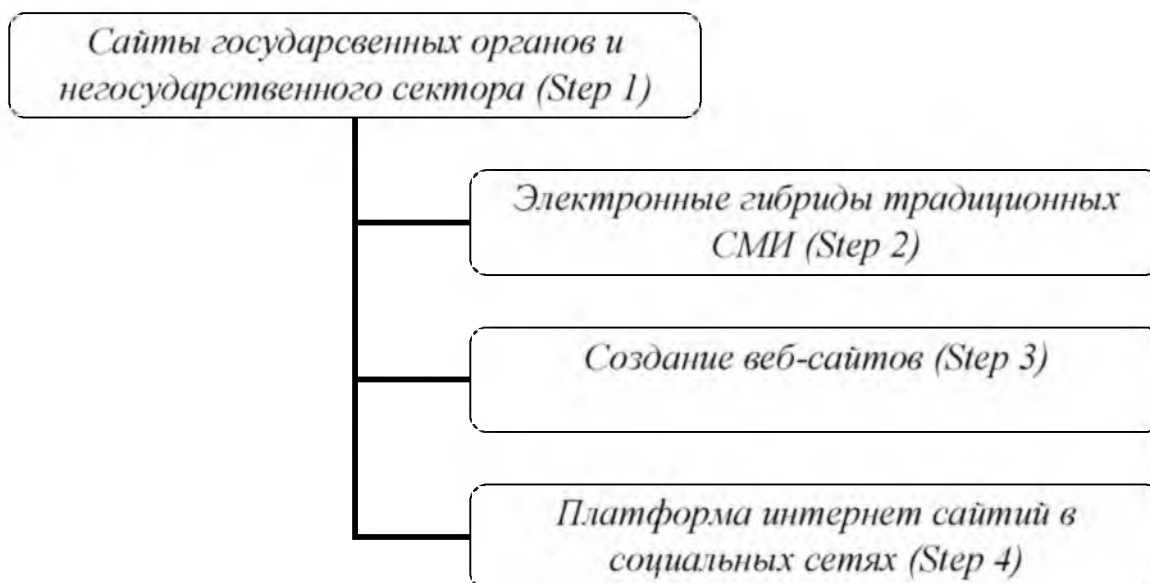 Сайты государсвенных органов и
негосударственного сектора (Step 1)
Электронные гибриды традиционных
СМИ (Step 2)
Создание веб-сайтов (Step 3)
Платформа интернет сайтий в
социальных сетях (Step 4)